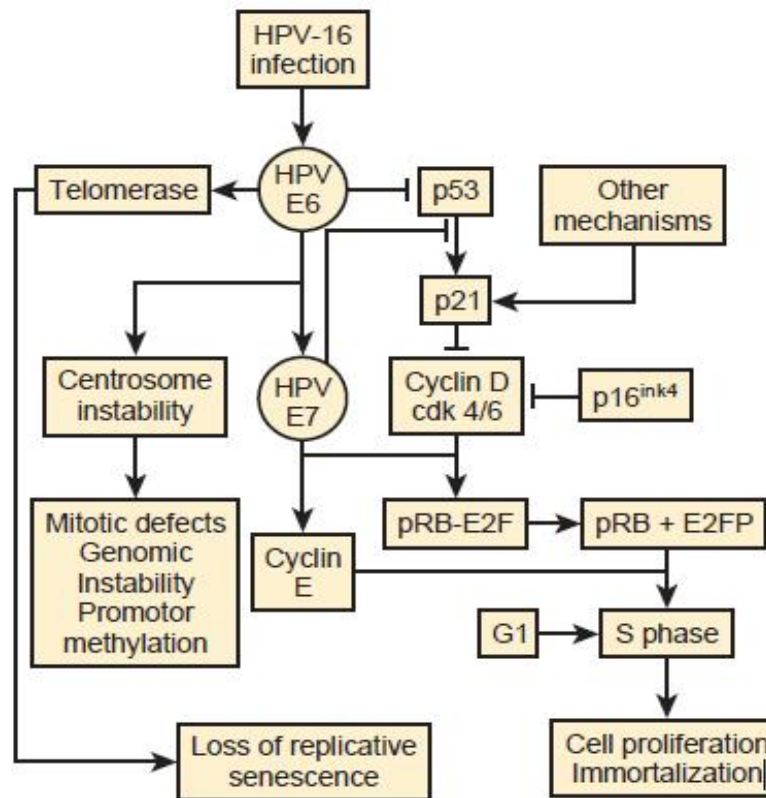 HPV-16
infection
Telomerase
HPV
E6
p53
Other
mechanisms
p21
Centrosome
instability
HPV
E7
Cyclin D
cdk 4/6
p16ink4
Mitotic defects
Genomic
Instability
Promotor
methylation
Cyclin
E
pRB-E2F
pRB + E2FP
G1
S phase
Loss of replicative
senescence
Cell proliferation
Immortalization